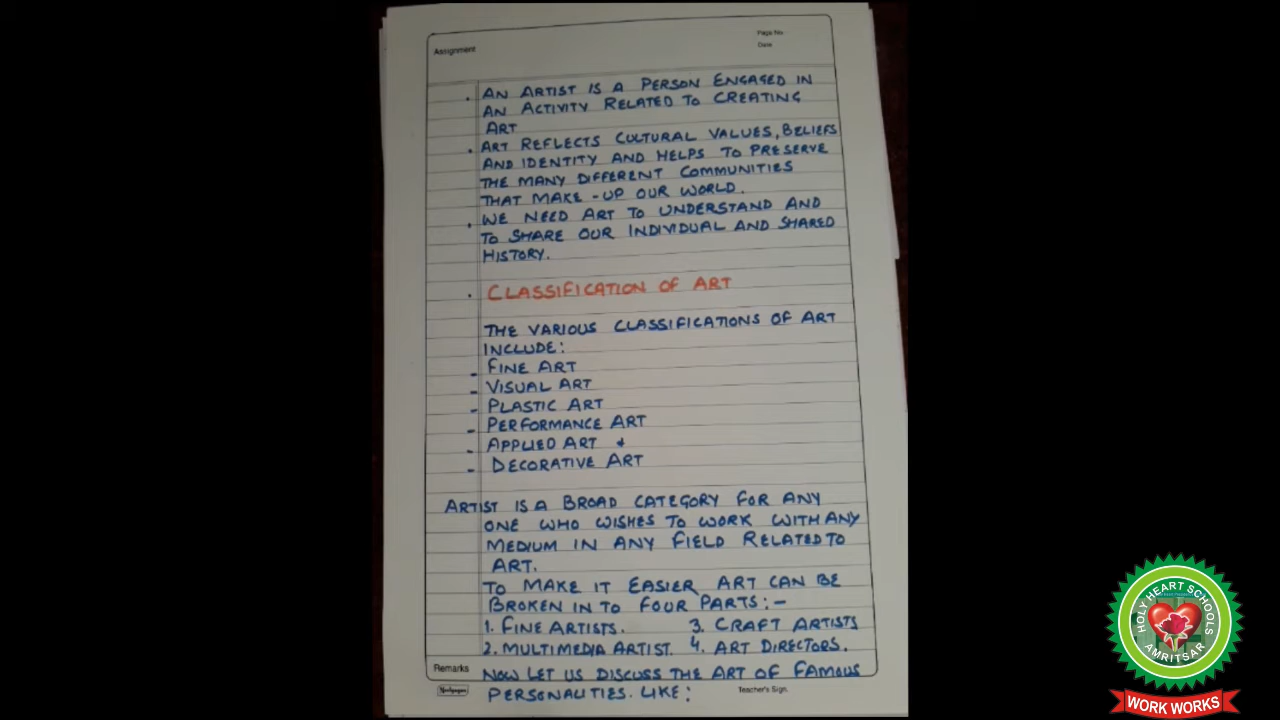 Assignment
Page No.
Date
. AN ARTIST IS A PERSON ENGAGED IN
AN ACTIVITY RELATED TO CREATING
ART
. ART REFLECTS CULTURAL VALUES, BELIEFS
AND IDENTITY AND HELPS TO PRESERVE
THE MANY DIFFERENT COMMUNITIES
THAT MAKE-UP OUR WORLD.
. WE NEED ART TO UNDERSTAND AND
TO SHARE OUR INDIVIDUAL AND SHARED
HISTORY.
. CLASSIFICATION OF ART
THE VARIOUS CLASSIFICATIONS OF ART
INCLUDE:
- FINE ART
- VISUAL ART
- PLASTIC ART
- PERFORMANCE ART
- APPLIED ART &
- DECORATIVE ART
ARTIST IS A BROAD CATEGORY FOR ANY
ONE WHO WISHES TO WORK WITH ANY
MEDIUM IN ANY FIELD RELATED TO
ART.
TO MAKE IT EASIER ART CAN BE
BROKEN IN TO FOUR PARTS:-
1. FINE ARTISTS. 3. CRAFT ARTISTS
2. MULTIMEDIA ARTIST. 4. ART DIRECTORS.
Remarks
NOW LET US DISCUSS THE ART OF FAMOUS
PERSONALITIES. LIKE:
Teacher's Sign.
HOLY HEART SCHOOLS
AMRITSAR
WORK WORKS